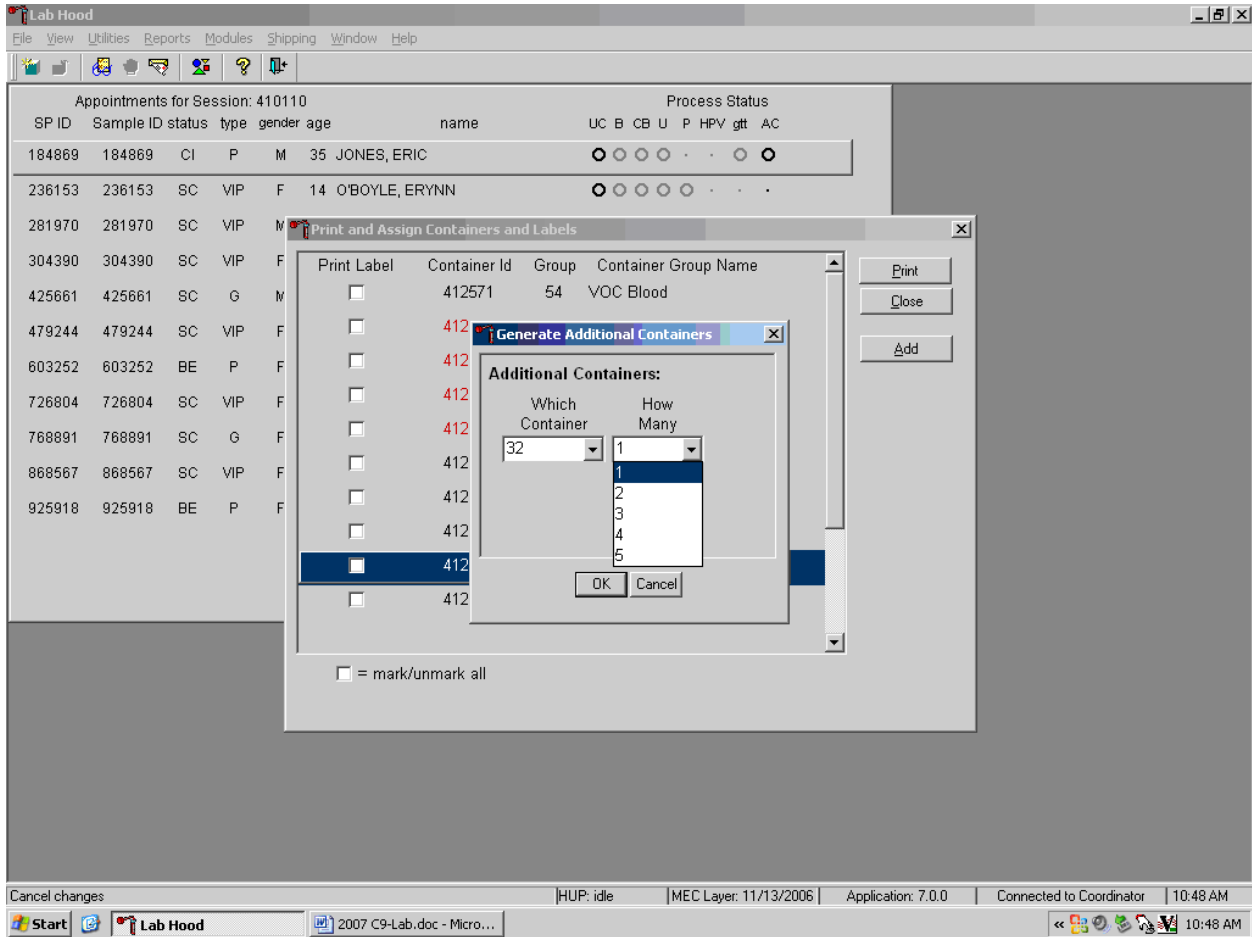 Lab Hood
File View Utilities Reports Modules Shipping Window Help
Appointments for Session: 410110 Process Status
SP ID Sample ID status type gender age name UC B CB U P HPV gtt AC
184869 184869 CI P M 35 JONES, ERIC
236153 236153 SC VIP F 14 O'BOYLE, ERYNN
281970 281970 SC VIP M
304390 304390 SC VIP F
425661 425661 SC G M
479244 479244 SC VIP F
603252 603252 BE P F
726804 726804 SC VIP F
768891 768891 SC G F
868567 868567 SC VIP F
925918 925918 BE P F
Print and Assign Containers and Labels
Print Label Container Id Group Container Group Name
412571 54 VOC Blood
412
412
412
412
412
412
412
412
412
= mark/unmark all
Print
Close
Add
Generate Additional Containers
Additional Containers:
Which How
Container Many
32 1
1
2
3
4
5
OK Cancel
Cancel changes HUP: idle MEC Layer: 11/13/2006 Application: 7.0.0 Connected to Coordinator 10:48 AM
Start Lab Hood 2007 C9-Lab.doc - Micro... « 10:48 AM